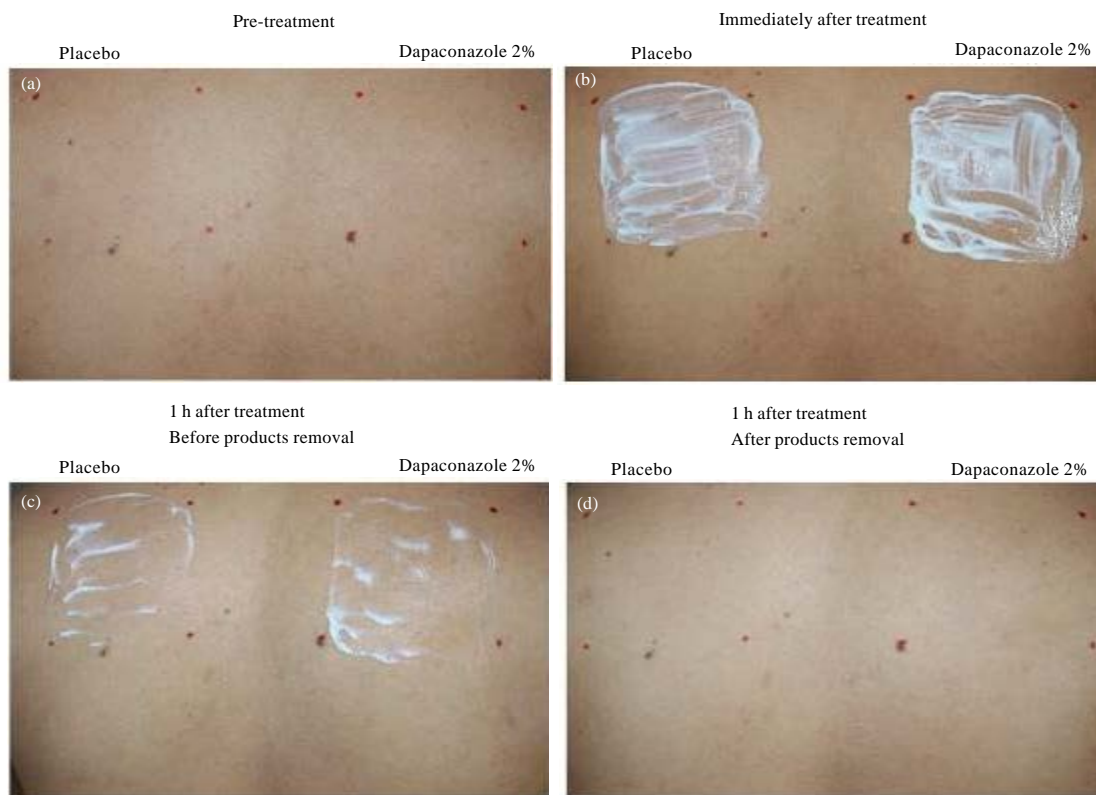 Pre-treatment
Placebo
Dapaconazole 2%
(a)
Immediately after treatment
Placebo
Dapaconazole 2%
(b)
1 h after treatment
Before products removal
Placebo
Dapaconazole 2%
(c)
1 h after treatment
After products removal
Placebo
Dapaconazole 2%
(d)